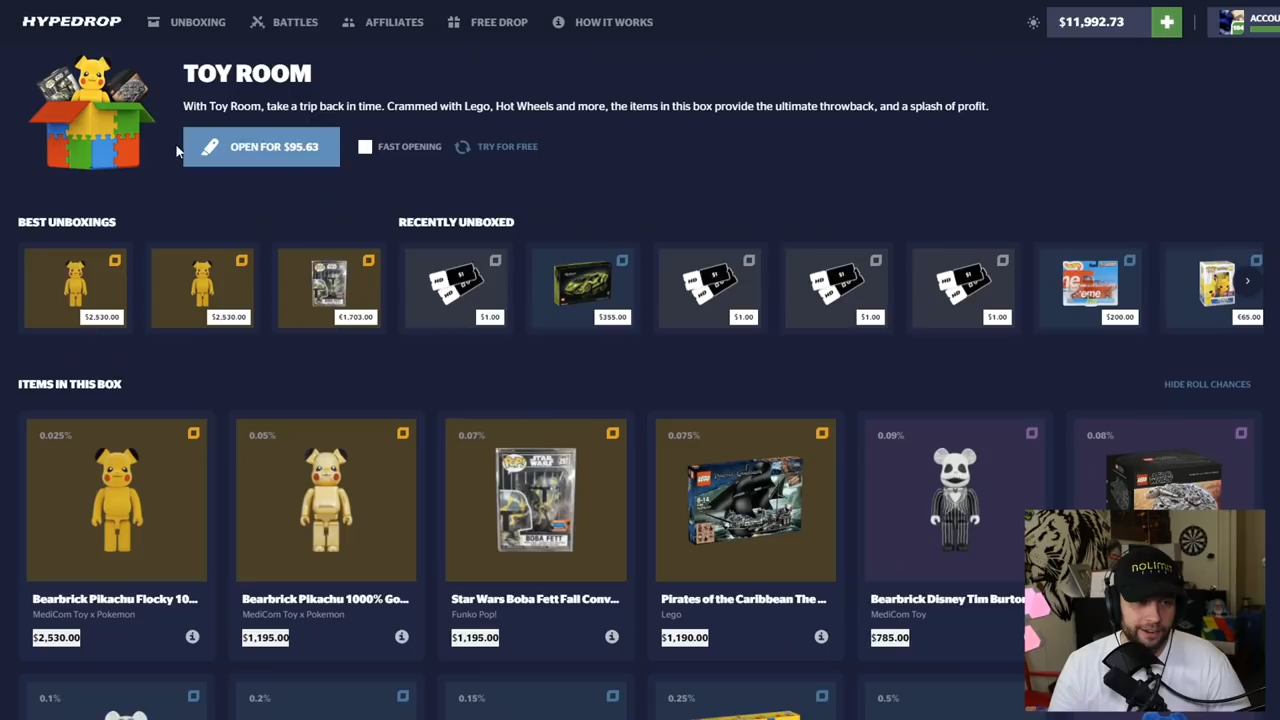 HYPEDROP
UNBOXING
BATTLES
AFFILIATES
FREE DROP
HOW IT WORKS
$11,992.73
ACCOU
TOY ROOM
With Toy Room, take a trip back in time. Crammed with Lego, Hot Wheels and more, the items in this box provide the ultimate throwback, and a splash of profit.
OPEN FOR $95.63
FAST OPENING
TRY FOR FREE
BEST UNBOXINGS
RECENTLY UNBOXED
$2,530.00
$2,530.00
€1,703.00
$1.00
$355.00
$1.00
$1.00
$1.00
$200.00
€65.00
ITEMS IN THIS BOX
HIDE ROLL CHANCES
0.025%
0.05%
0.07%
0.075%
0.09%
0.08%
BOBA FETT
Bearbrick Pikachu Flocky 10...
Bearbrick Pikachu 1000% Go...
Star Wars Boba Fett Fall Conv...
Pirates of the Caribbean The ...
Bearbrick Disney Tim Burto
MediCom Toy x Pokemon
MediCom Toy x Pokemon
Funko Pop!
Lego
MediCom Toy
$2,530.00
$1,195.00
$1,195.00
$1,190.00
$785.00
0.1%
0.2%
0.15%
0.25%
0.5%
NOLIMIT